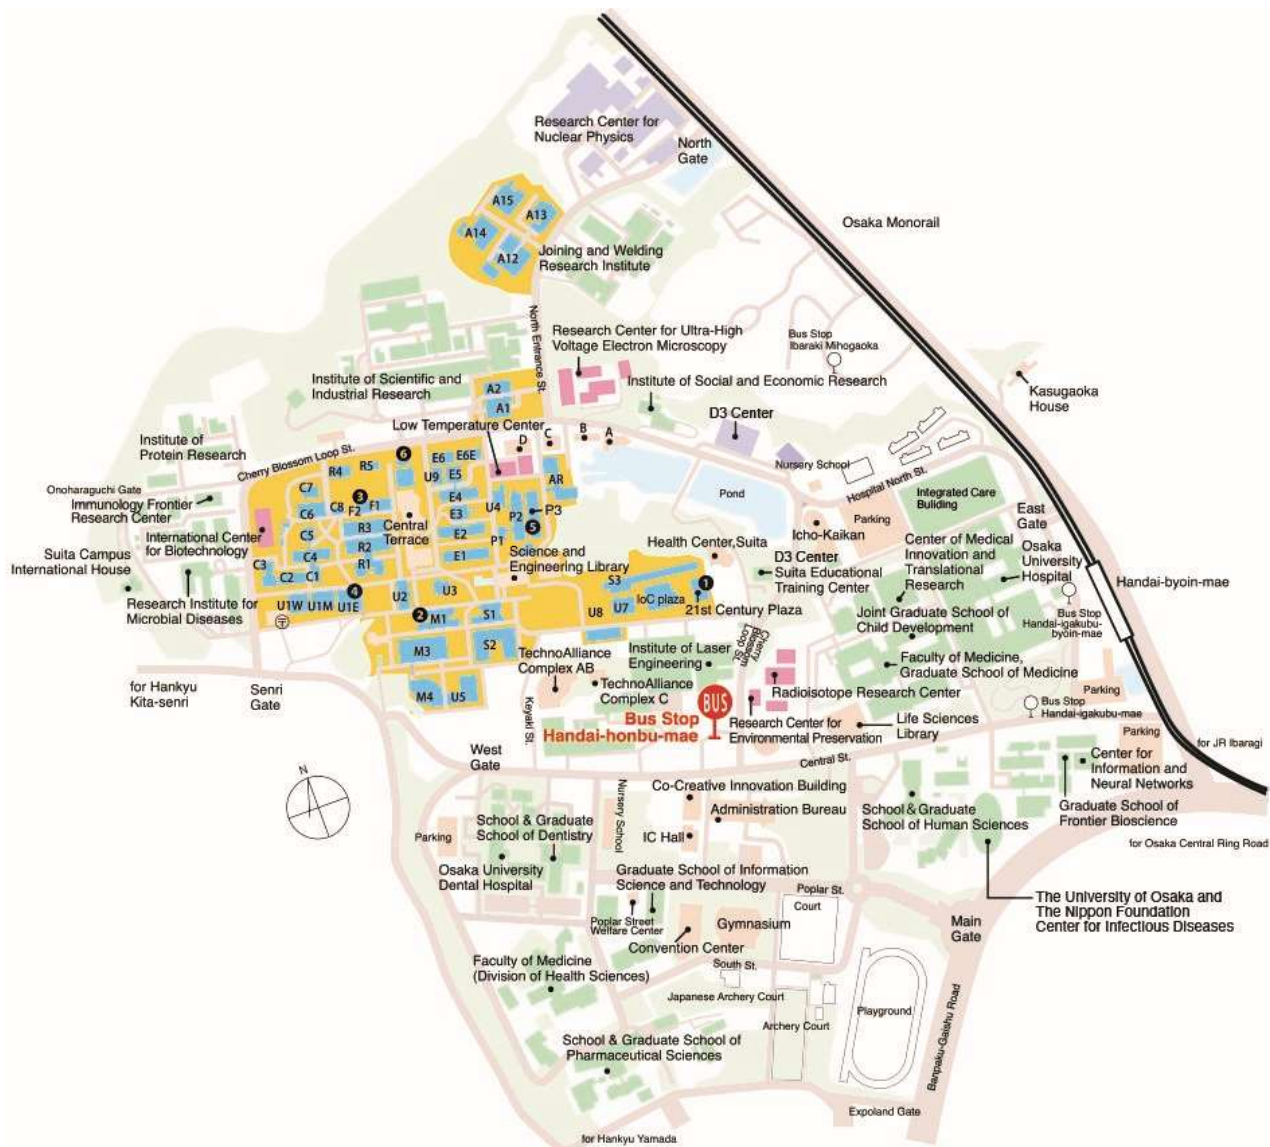 Research Center for
Nuclear Physics
North
Gate
A15
A13
A14
A12
Osaka Monorail
Joining and Welding
Research Institute
North Entrance St.
Research Center for Ultra-High
Voltage Electron Microscopy
Bus Stop
Ibaraki Mihogaoka
Institute of Scientific and
Industrial Research
Institute of Social and Economic Research
Kasugaoka
House
A2
A1
D3 Center
Low Temperature Center
D
C
B
A
Institute of
Protein Research
Cherry Blossom Loop St.
6
Nursery School
Hospital North St.
R4
R5
E6
E6E
U9
E5
AR
Onoharaguchi Gate
Immunology Frontier
Research Center
C7
3
C8
F2
F1
E4
U4
Pond
Integrated Care
Building
C6
E3
P2
P3
5
Parking
East
Gate
International Center
for Biotechnology
C5
R3
Central
Terrace
E2
P1
Icho-Kaikan
Center of Medical
Innovation and
Translational
Research
Osaka
University
Hospital
Suita Campus
International House
C4
R2
E1
Science and
Engineering Library
Health Center,Suita
C3
C2
C1
R1
D3 Center
Suita Educational
Training Center
Handai-byoin-mae
S3
1
4
U2
U3
IoC plaza
21st Century Plaza
Research Institute for
Microbial Diseases
U1W
U1M
U1E
2
M1
S1
U8
U7
Joint Graduate School of
Child Development
Bus Stop
Handai-igakubu-
byoin-mae
〒
M3
S2
TechnoAlliance
Complex AB
Institute of Laser
Engineering
Cherry
Blossom
Loop St.
Faculty of Medicine,
Graduate School of Medicine
for Hankyu
Kita-senri
Senri
Gate
M4
U5
TechnoAlliance
Complex C
Radioisotope Research Center
Parking
Keyaki St.
BUS
Bus Stop
Handai-honbu-mae
Research Center for
Environmental Preservation
Life Sciences
Library
Bus Stop
Handai-igakubu-mae
Parking
for JR Ibaragi
West
Gate
Central St.
Center for
Information and
Neural Networks
N
Nursery School
Co-Creative Innovation Building
Administration Bureau
School & Graduate
School of Human Sciences
Graduate School of
Frontier Bioscience
School & Graduate
School of Dentistry
Parking
IC Hall
for Osaka Central Ring Road
Osaka University
Dental Hospital
Graduate School of Information
Science and Technology
Poplar St.
Court
The University of Osaka and
The Nippon Foundation
Center for Infectious Diseases
Poplar Street
Welfare Center
Gymnasium
Main
Gate
Convention Center
Faculty of Medicine
(Division of Health Sciences)
South St.
Japanese Archery Court
Playground
Archery Court
Banpaku-Gaishu Road
School & Graduate School of
Pharmaceutical Sciences
Expoland Gate
for Hankyu Yamada